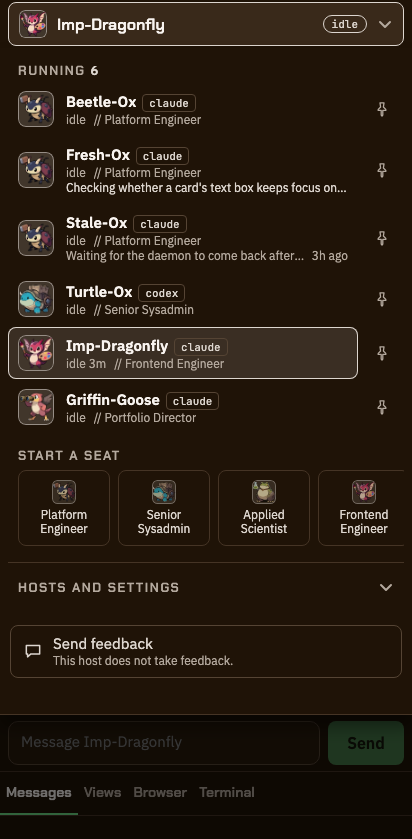 Imp-Dragonfly idle
RUNNING 6
Beetle-Ox claude
idle // Platform Engineer
Fresh-Ox claude
idle // Platform Engineer
Checking whether a card's text box keeps focus on...
Stale-Ox claude
idle // Platform Engineer
Waiting for the daemon to come back after... 3h ago
Turtle-Ox codex
idle // Senior Sysadmin
Imp-Dragonfly claude
idle 3m // Frontend Engineer
Griffin-Goose claude
idle // Portfolio Director
START A SEAT
Platform Engineer
Senior Sysadmin
Applied Scientist
Frontend Engineer
HOSTS AND SETTINGS
Send feedback
This host does not take feedback.
Message Imp-Dragonfly Send
Messages Views Browser Terminal